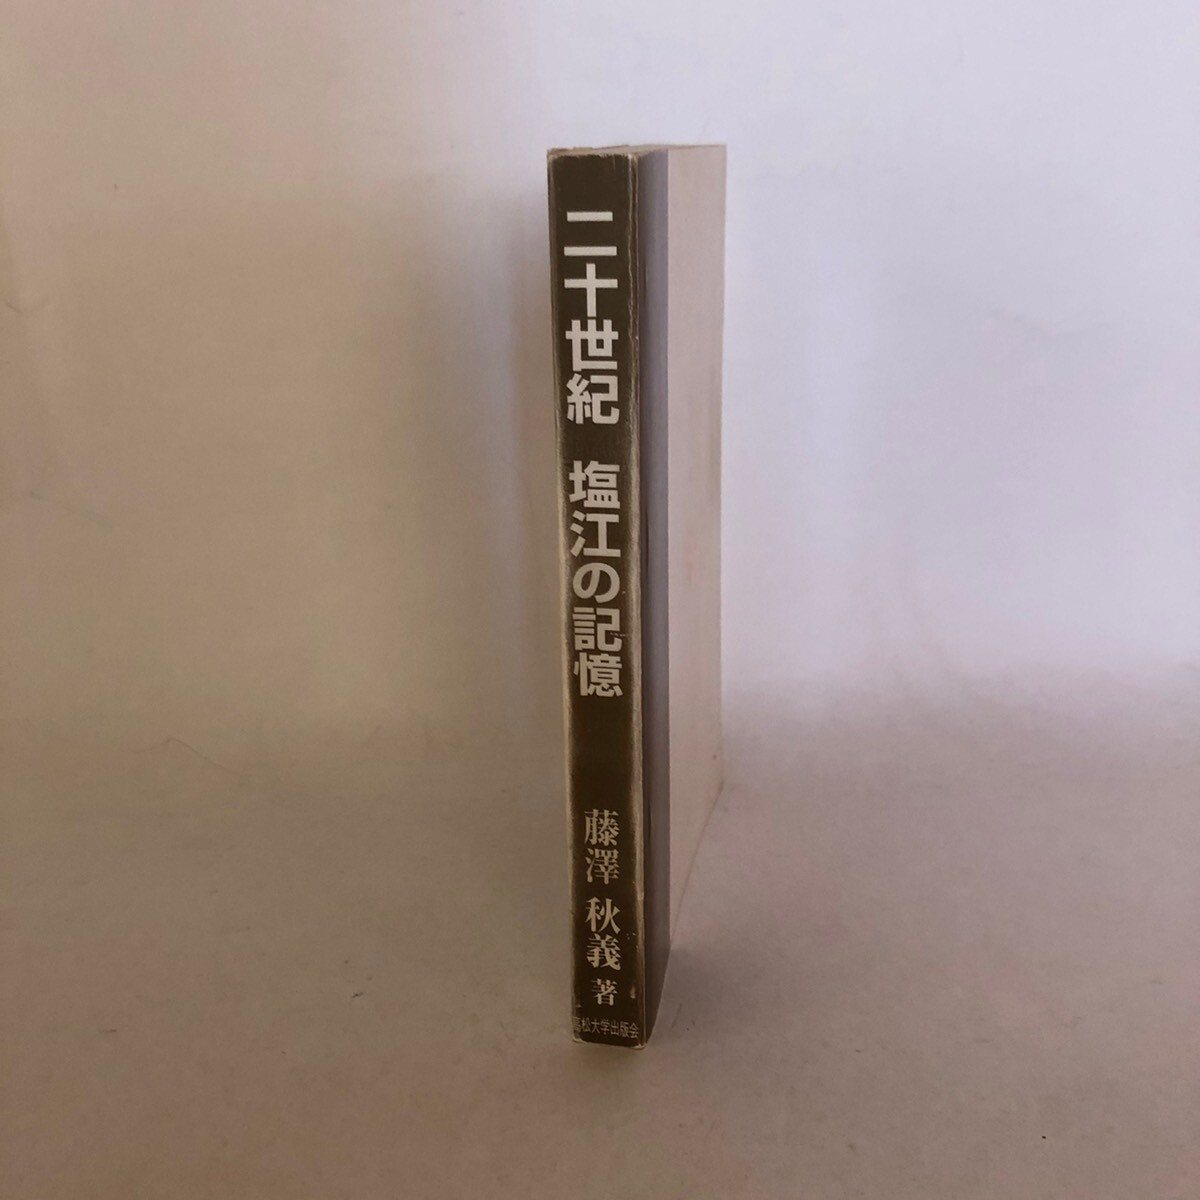 二十世紀 塩江の記憶
藤澤 秋義 著
高松大学出版会